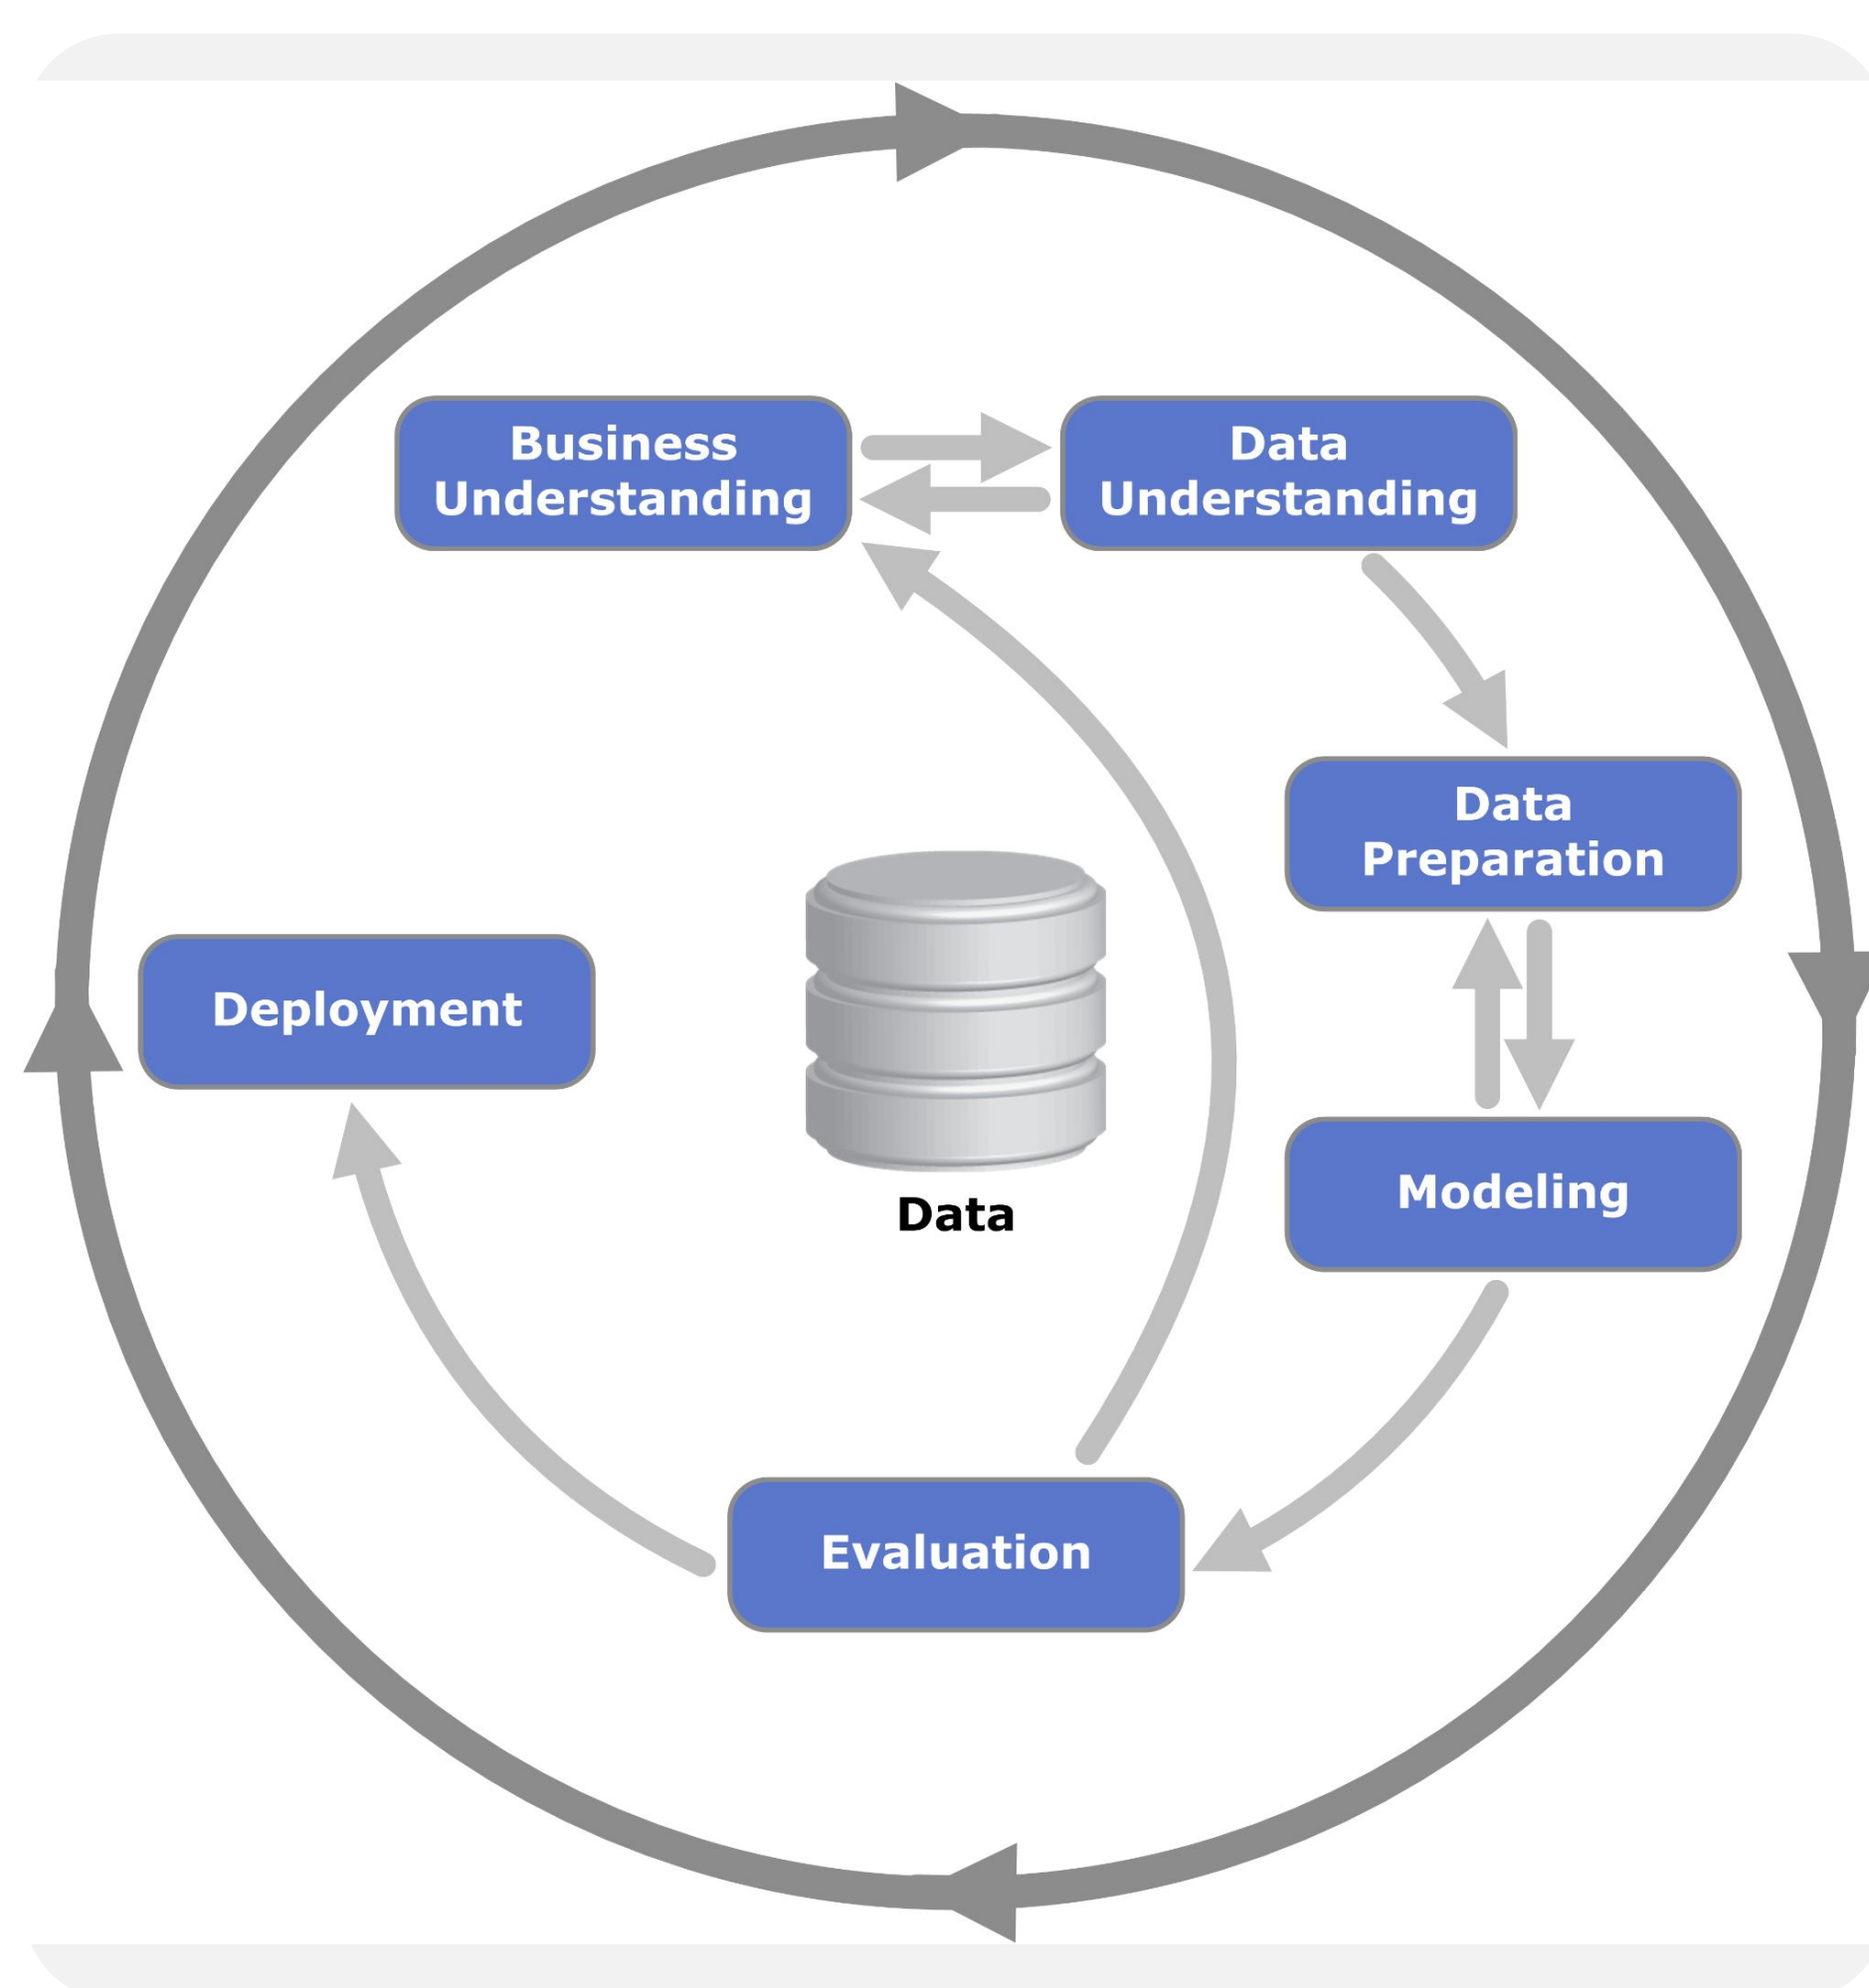 Business
Understanding
Data
Understanding
Data
Preparation
Deployment
Modeling
Data
Evaluation